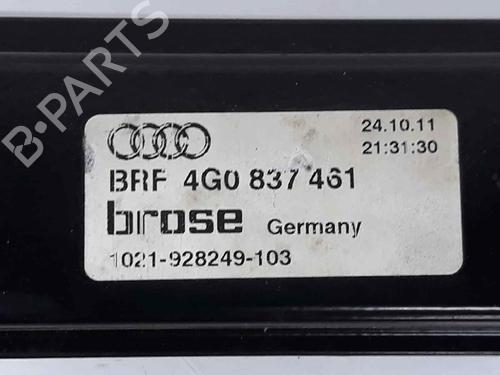 B-PARTS
24.10.11
21:31:30
BRF 4G0 837 461
brose Germany
1021-928249-103